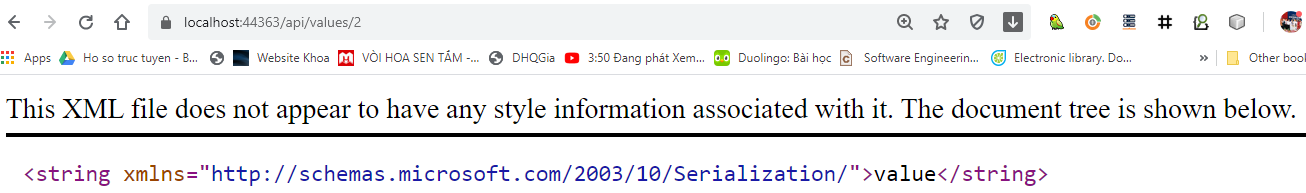 localhost:44363/api/values/2
Apps Ho so truc tuyen - B... Website Khoa VÒI HOA SEN TẮM -... DHQGia 3:50 Đang phát Xem... Duolingo: Bài học Software Engineerin... Electronic library. Do... » Other book
This XML file does not appear to have any style information associated with it. The document tree is shown below.
<string xmlns="http://schemas.microsoft.com/2003/10/Serialization/">value</string>